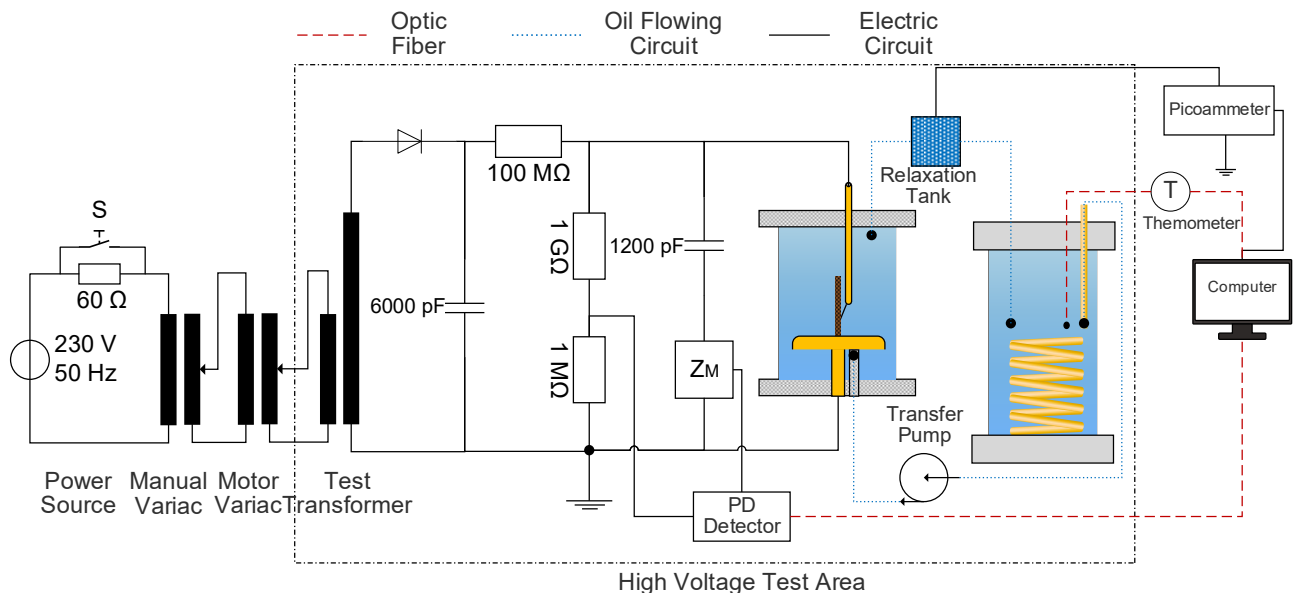 Optic
Fiber
Oil Flowing
Circuit
Electric
Circuit
Picoammeter
Relaxation
Tank
T
Themometer
Computer
S
60 Ω
230 V
50 Hz
100 MΩ
6000 pF
1 GΩ
1 MΩ
1200 pF
ZM
Transfer
Pump
PD
Detector
Power
Source
Manual
Variac
Motor
Variac
Test
Transformer
High Voltage Test Area